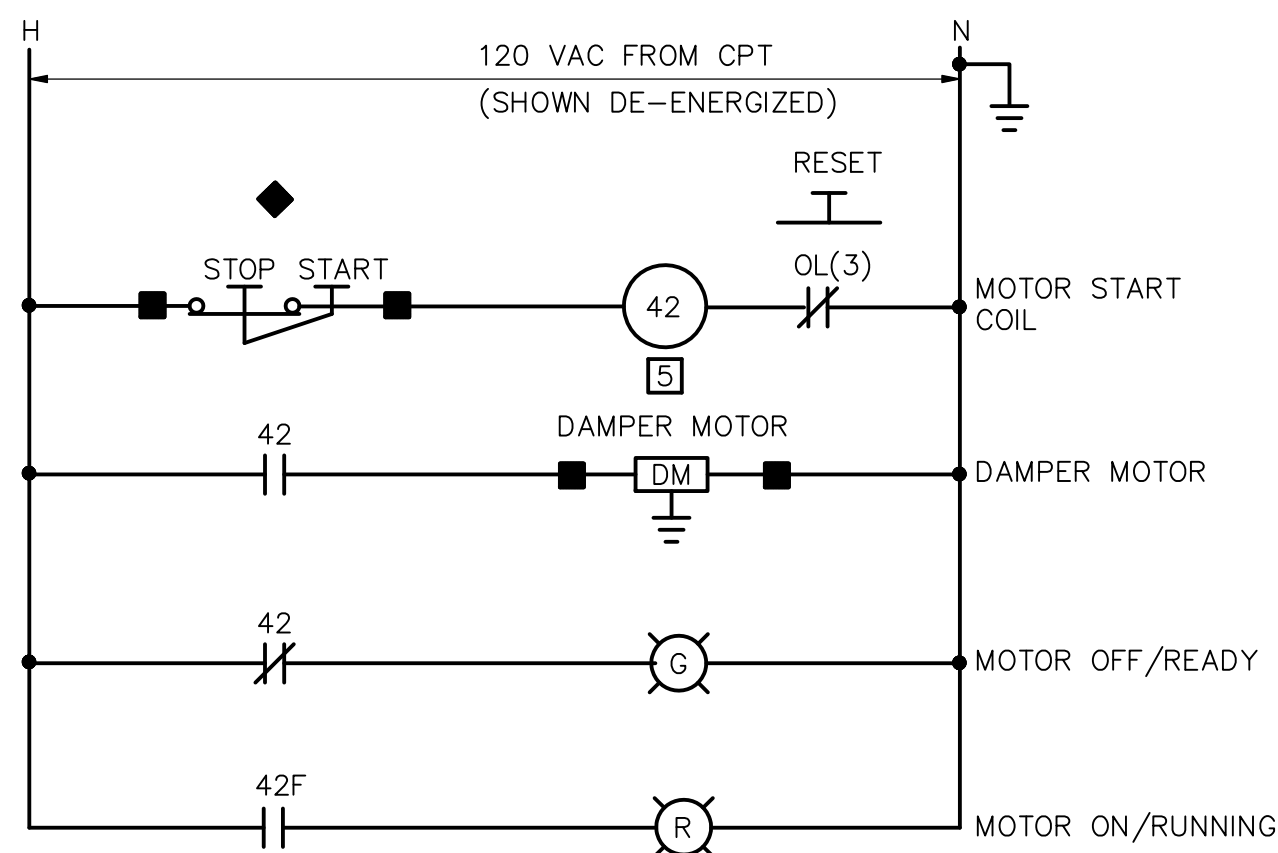 H
N
120 VAC FROM CPT
(SHOWN DE-ENERGIZED)
RESET
STOP START
OL(3)
42
MOTOR START
COIL
5
42
DAMPER MOTOR
DM
DAMPER MOTOR
42
G
MOTOR OFF/READY
42F
R
MOTOR ON/RUNNING